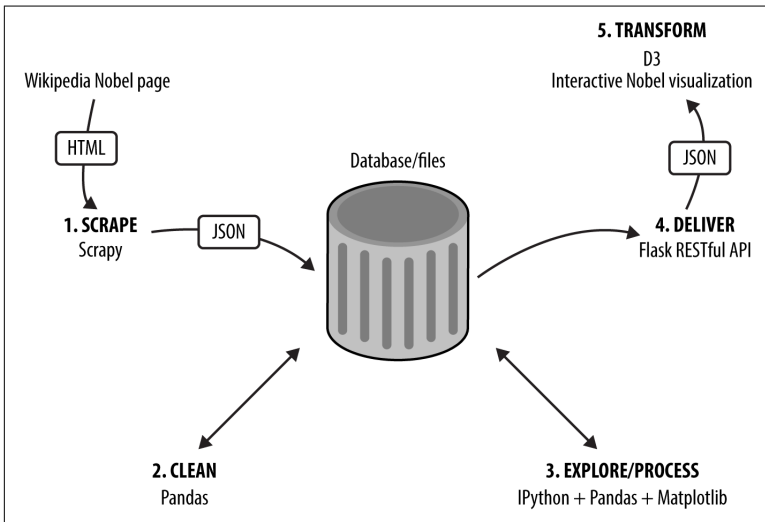 5. TRANSFORM
D3
Interactive Nobel visualization
Wikipedia Nobel page
HTML
JSON
Database/files
1. SCRAPE
Scrapy
JSON
4. DELIVER
Flask RESTful API
2. CLEAN
Pandas
3. EXPLORE/PROCESS
IPython + Pandas + Matplotlib